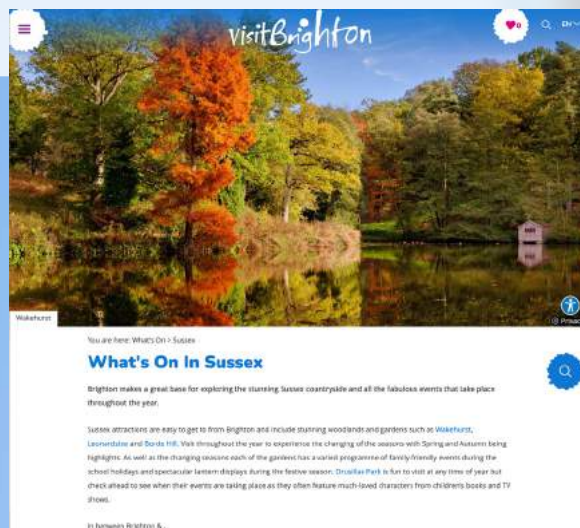 visitBrighton
0
EN
Wakehurst
Privac
You are here: What's On > Sussex
What's On In Sussex
Brighton makes a great base for exploring the stunning Sussex countryside and all the fabulous events that take place
throughout the year.
Sussex attractions are easy to get to from Brighton and include stunning woodlands and gardens such as Wakehurst,
Leonardslee and Borde Hill. Visit throughout the year to experience the changing of the seasons with Spring and Autumn being
highlights. As well as the changing seasons each of the gardens has a varied programme of family-friendly events during the
school holidays and spectacular lantern displays during the festive season. Drusillas Park is fun to visit at any time of year but
check ahead to see when their events are taking place as they often feature much-loved characters from children's books and TV
shows.
In between Brighton &